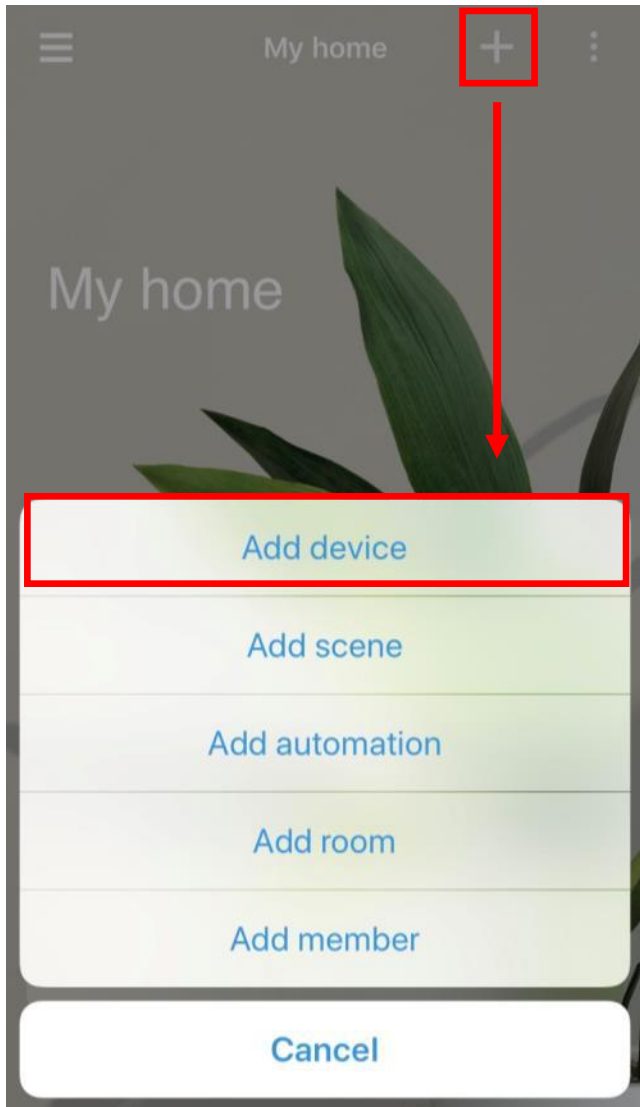 My home
My home
Add device
Add scene
Add automation
Add room
Add member
Cancel